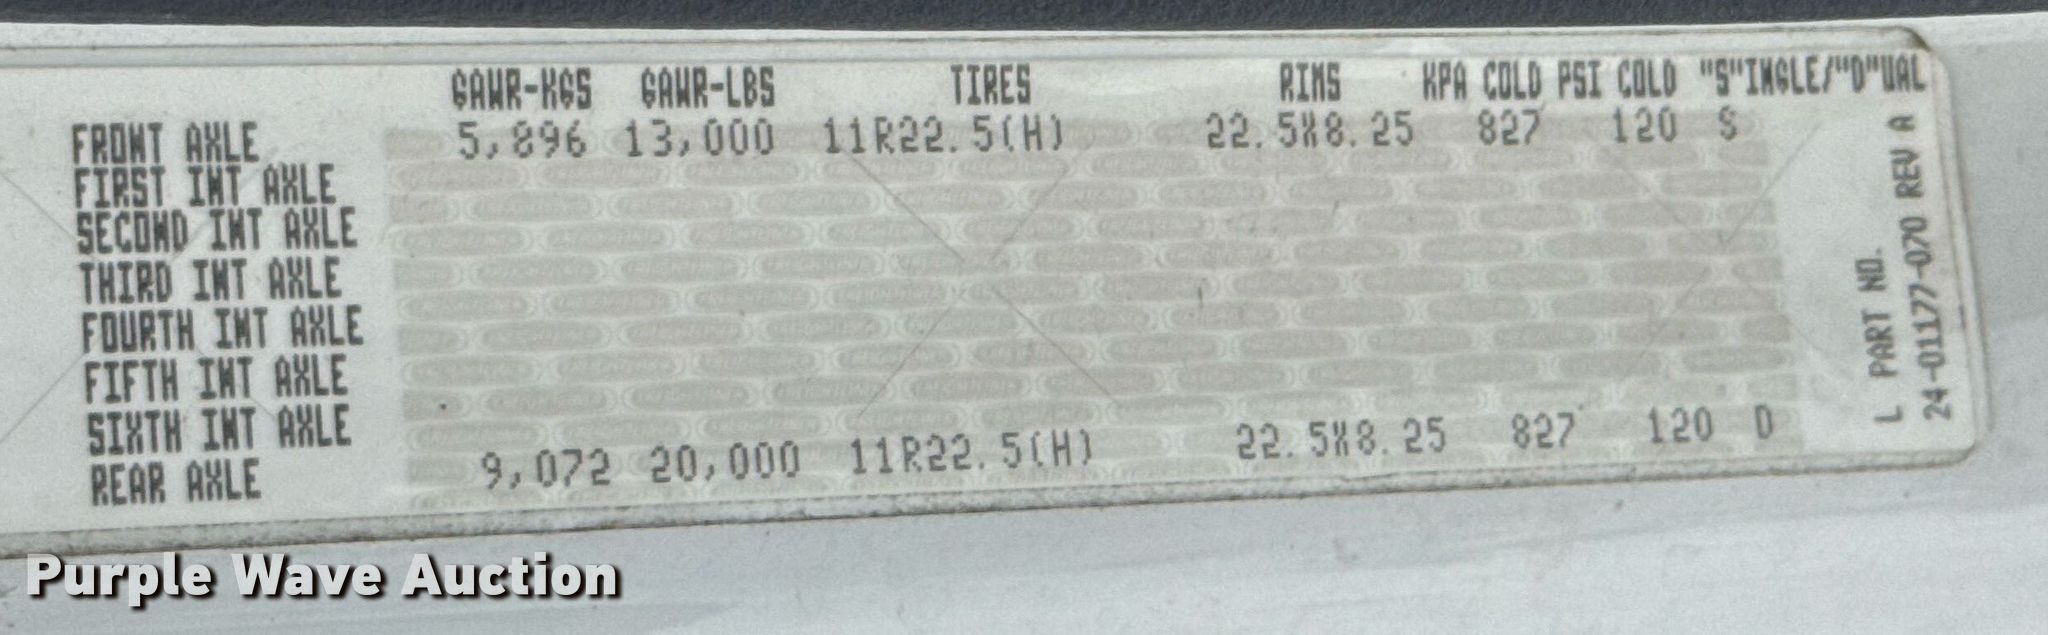 GAWR-KGS GAWR-LBS TIRES RIMS KPA COLD PSI COLD "S"INGLE/"D"UAL
FRONT AXLE 5,896 13,000 11R22.5(H) 22.5X8.25 827 120 S
FIRST INT AXLE
SECOND INT AXLE
THIRD INT AXLE
FOURTH INT AXLE
FIFTH INT AXLE
SIXTH INT AXLE
REAR AXLE 9,072 20,000 11R22.5(H) 22.5X8.25 827 120 D
L PART NO.
24-01177-070 REV A
Purple Wave Auction